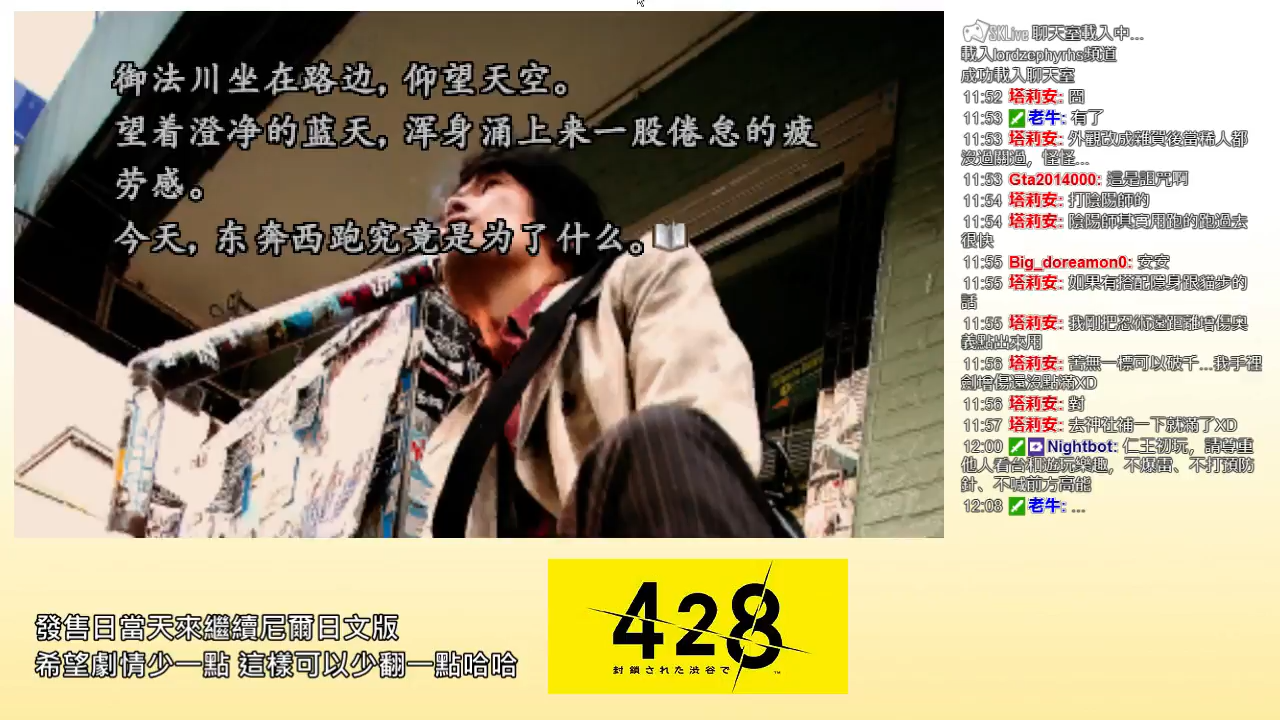 御法川坐在路边，仰望天空。
望着澄净的蓝天，浑身涌上来一股倦怠的疲
劳感。
今天，东奔西跑究竟是为了什么。
SKLive 聊天室載入中...
載入lordzephyrhs頻道
成功載入聊天室
11:52 塔莉安: 問
11:53 老牛: 有了
11:53 塔莉安: 外觀改成雜賀後當稀人都
沒過關過，怪怪...
11:53 Gta2014000: 這是詛咒啊
11:54 塔莉安: 打陰陽師的
11:54 塔莉安: 陰陽師其實用跑的跑過去
很快
11:55 Big_doreamon0: 安安
11:55 塔莉安: 如果有搭配隱身跟貓步的
話
11:55 塔莉安: 我剛把忍術遠距離增傷奧
義點出來用
11:56 塔莉安: 苦無一標可以破千...我手裡
劍增傷還沒點滿XD
11:56 塔莉安: 對
11:57 塔莉安: 去神社補一下就滿了XD
12:00 Nightbot: 仁王初玩，請尊重
他人看台和遊玩樂趣，不爆雷、不打預防
針、不喊前方高能
12:08 老牛: ...
發售日當天來繼續尼爾日文版
希望劇情少一點 這樣可以少翻一點哈哈
428
封鎖された渋谷で